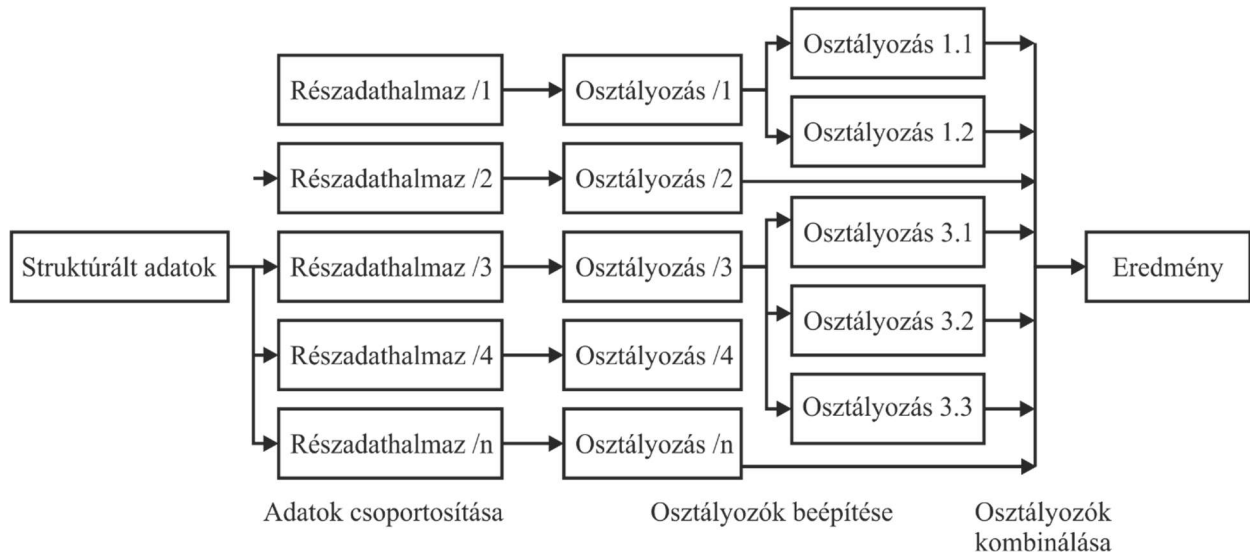 Struktúrált adatok
Részadathalmaz /1
Részadathalmaz /2
Részadathalmaz /3
Részadathalmaz /4
Részadathalmaz /n
Osztályozás /1
Osztályozás /2
Osztályozás /3
Osztályozás /4
Osztályozás /n
Osztályozás 1.1
Osztályozás 1.2
Osztályozás 3.1
Osztályozás 3.2
Osztályozás 3.3
Eredmény
Adatok csoportosítása
Osztályozók beépítése
Osztályozók
kombinálása